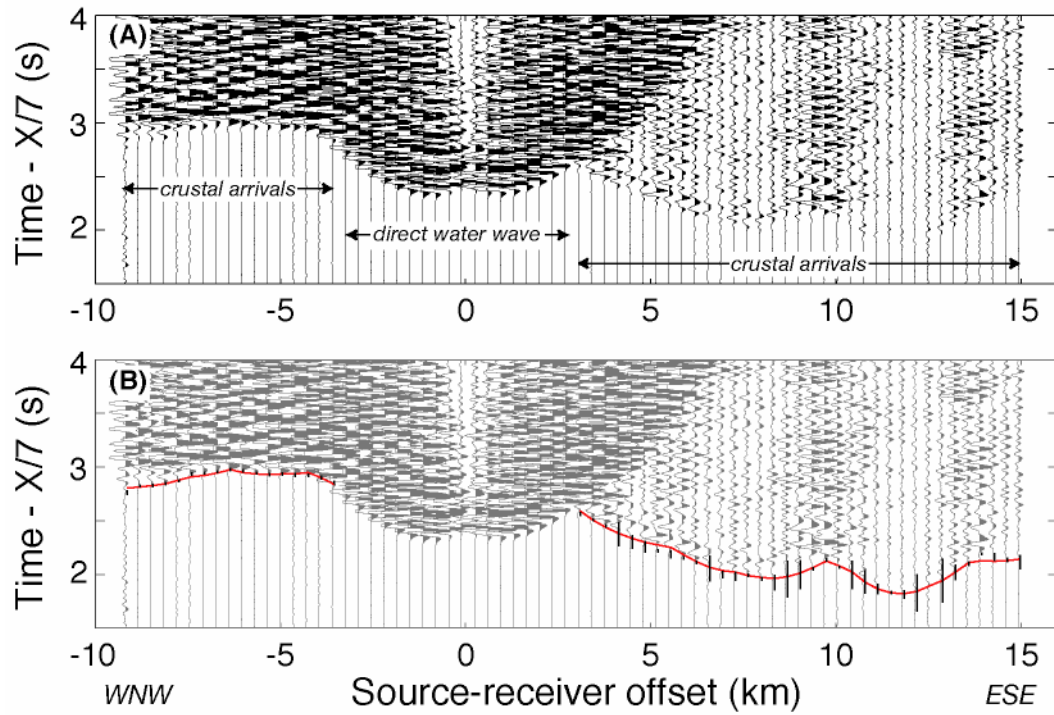 (A)
Time - X/7 (s)
4
3
2
crustal arrivals
direct water wave
crustal arrivals
-10 -5 0 5 10 15
(B)
Time - X/7 (s)
4
3
2
-10 -5 0 5 10 15
WNW Source-receiver offset (km) ESE